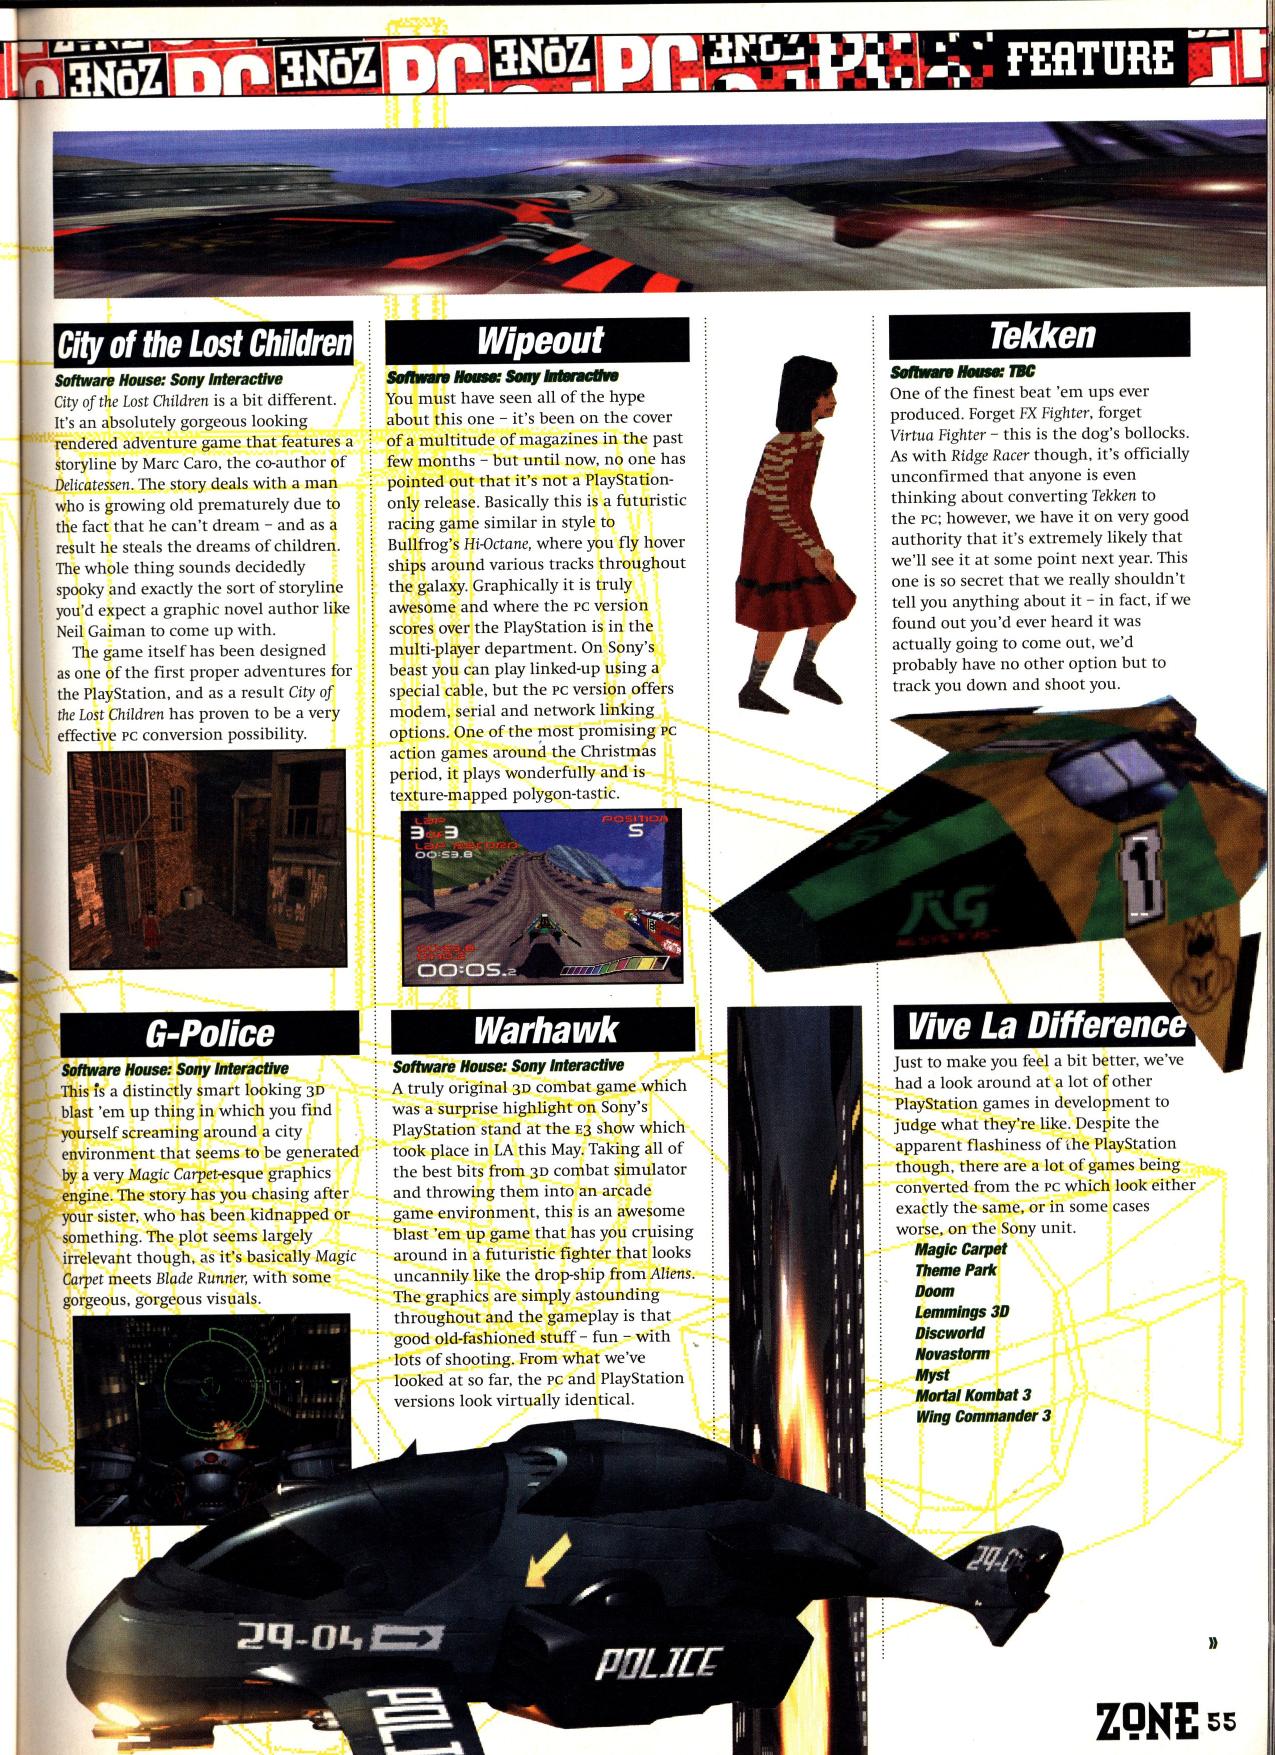 ZONE
PC
ZONE
PC
ZONE
PC
ZONE
PC
FEATURE
City of the Lost Children
Software House: Sony Interactive
City of the Lost Children is a bit different.
It's an absolutely gorgeous looking
rendered adventure game that features a
storyline by Marc Caro, the co-author of
Delicatessen. The story deals with a man
who is growing old prematurely due to
the fact that he can't dream – and as a
result he steals the dreams of children.
The whole thing sounds decidedly
spooky and exactly the sort of storyline
you'd expect a graphic novel author like
Neil Gaiman to come up with.
The game itself has been designed
as one of the first proper adventures for
the PlayStation, and as a result City of
the Lost Children has proven to be a very
effective PC conversion possibility.
Wipeout
Software House: Sony Interactive
You must have seen all of the hype
about this one – it's been on the cover
of a multitude of magazines in the past
few months – but until now, no one has
pointed out that it's not a PlayStation-
only release. Basically this is a futuristic
racing game similar in style to
Bullfrog's Hi-Octane, where you fly hover
ships around various tracks throughout
the galaxy. Graphically it is truly
awesome and where the PC version
scores over the PlayStation is in the
multi-player department. On Sony's
beast you can play linked-up using a
special cable, but the PC version offers
modem, serial and network linking
options. One of the most promising PC
action games around the Christmas
period, it plays wonderfully and is
texture-mapped polygon-tastic.
LAP
3 OF 3
LAP RECORD
00:53.8
POSITION
5
00:05.2
Tekken
Software House: TBC
One of the finest beat 'em ups ever
produced. Forget FX Fighter, forget
Virtua Fighter – this is the dog's bollocks.
As with Ridge Racer though, it's officially
unconfirmed that anyone is even
thinking about converting Tekken to
the PC; however, we have it on very good
authority that it's extremely likely that
we'll see it at some point next year. This
one is so secret that we really shouldn't
tell you anything about it – in fact, if we
found out you'd ever heard it was
actually going to come out, we'd
probably have no other option but to
track you down and shoot you.
1
AG
G-Police
Software House: Sony Interactive
This is a distinctly smart looking 3D
blast 'em up thing in which you find
yourself screaming around a city
environment that seems to be generated
by a very Magic Carpet-esque graphics
engine. The story has you chasing after
your sister, who has been kidnapped or
something. The plot seems largely
irrelevant though, as it's basically Magic
Carpet meets Blade Runner, with some
gorgeous, gorgeous visuals.
Warhawk
Software House: Sony Interactive
A truly original 3D combat game which
was a surprise highlight on Sony's
PlayStation stand at the E3 show which
took place in LA this May. Taking all of
the best bits from 3D combat simulator
and throwing them into an arcade
game environment, this is an awesome
blast 'em up game that has you cruising
around in a futuristic fighter that looks
uncannily like the drop-ship from Aliens.
The graphics are simply astounding
throughout and the gameplay is that
good old-fashioned stuff – fun – with
lots of shooting. From what we've
looked at so far, the PC and PlayStation
versions look virtually identical.
Vive La Difference
Just to make you feel a bit better, we've
had a look around at a lot of other
PlayStation games in development to
judge what they're like. Despite the
apparent flashiness of the PlayStation
though, there are a lot of games being
converted from the PC which look either
exactly the same, or in some cases
worse, on the Sony unit.
Magic Carpet
Theme Park
Doom
Lemmings 3D
Discworld
Novastorm
Myst
Mortal Kombat 3
Wing Commander 3
29-04
29-04
POLICE
POLI
»
ZONE 55